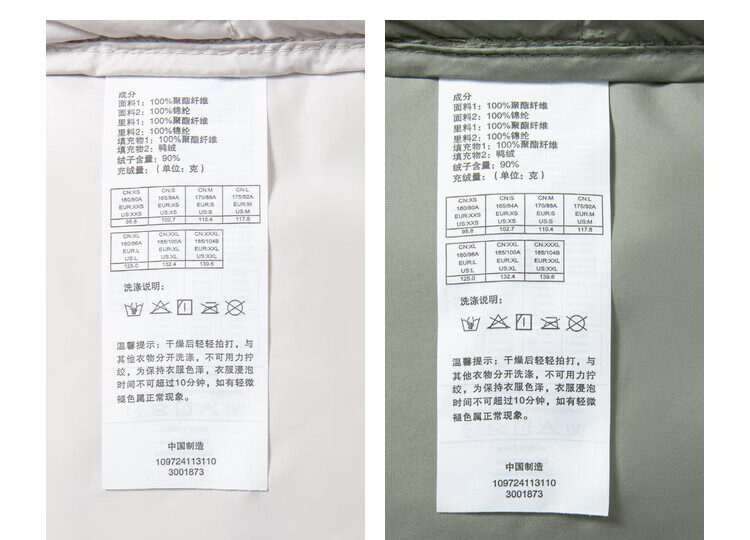 成分
面料1：100%聚酯纤维
面料2：100%锦纶
里料1：100%聚酯纤维
里料2：100%锦纶
填充物1：100%聚酯纤维
填充物2：鸭绒
绒子含量：90%
充绒量：（单位：克）
CN:XS CN:S CN:M CN:L
160/80A 165/84A 170/88A 175/92A
EUR:XXS EUR:XS EUR:S EUR:M
US:XXS US:XS US:S US:M
95.8 102.7 110.4 117.8
CN:XL CN:XXL CN:XXXL
180/96A 185/100A 185/104B
EUR:L EUR:XL EUR:XXL
US:L US:XL US:XXL
125.0 132.4 139.6
洗涤说明：
温馨提示：干燥后轻轻拍打，与
其他衣物分开洗涤，不可用力拧
绞，为保持衣服色泽，衣服浸泡
时间不可超过10分钟，如有轻微
褪色属正常现象。
中国制造
109724113110
3001873
成分
面料1：100%聚酯纤维
面料2：100%锦纶
里料1：100%聚酯纤维
里料2：100%锦纶
填充物1：100%聚酯纤维
填充物2：鸭绒
绒子含量：90%
充绒量：（单位：克）
CN:XS CN:S CN:M CN:L
160/80A 165/84A 170/88A 175/92A
EUR:XXS EUR:XS EUR:S EUR:M
US:XXS US:XS US:S US:M
95.8 102.7 110.4 117.8
CN:XL CN:XXL CN:XXXL
180/96A 185/100A 185/104B
EUR:L EUR:XL EUR:XXL
US:L US:XL US:XXL
125.0 132.4 139.6
洗涤说明：
温馨提示：干燥后轻轻拍打，与
其他衣物分开洗涤，不可用力拧
绞，为保持衣服色泽，衣服浸泡
时间不可超过10分钟，如有轻微
褪色属正常现象。
中国制造
109724113110
3001873